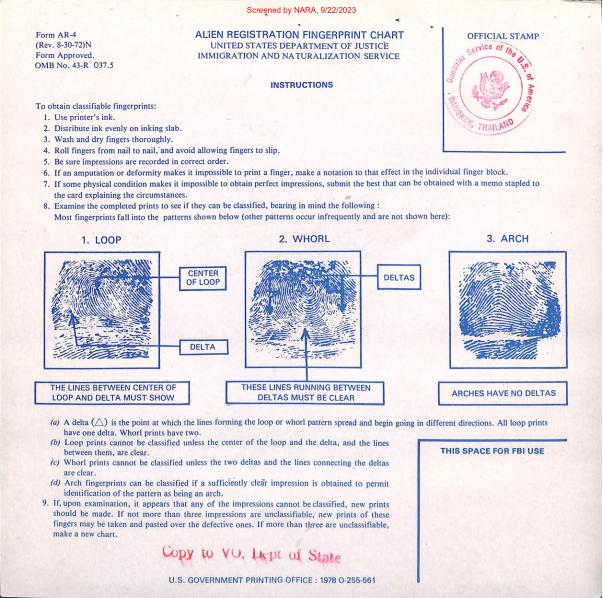 Screened by NARA, 9/22/2023
Form AR-4
(Rev. 8-30-72)N
Form Approved.
OMB No. 43-R 037.5
ALIEN REGISTRATION FINGERPRINT CHART
UNITED STATES DEPARTMENT OF JUSTICE
IMMIGRATION AND NATURALIZATION SERVICE
OFFICIAL STAMP
Consular Service of the U.S. of America
BANGKOK, THAILAND
INSTRUCTIONS
To obtain classifiable fingerprints:
1. Use printer's ink.
2. Distribute ink evenly on inking slab.
3. Wash and dry fingers thoroughly.
4. Roll fingers from nail to nail, and avoid allowing fingers to slip.
5. Be sure impressions are recorded in correct order.
6. If an amputation or deformity makes it impossible to print a finger, make a notation to that effect in the individual finger block.
7. If some physical condition makes it impossible to obtain perfect impressions, submit the best that can be obtained with a memo stapled to
the card explaining the circumstances.
8. Examine the completed prints to see if they can be classified, bearing in mind the following :
Most fingerprints fall into the patterns shown below (other patterns occur infrequently and are not shown here):
1. LOOP
2. WHORL
3. ARCH
CENTER
OF LOOP
DELTAS
DELTA
THE LINES BETWEEN CENTER OF
LOOP AND DELTA MUST SHOW
THESE LINES RUNNING BETWEEN
DELTAS MUST BE CLEAR
ARCHES HAVE NO DELTAS
(a) A delta (△) is the point at which the lines forming the loop or whorl pattern spread and begin going in different directions. All loop prints
have one delta. Whorl prints have two.
(b) Loop prints cannot be classified unless the center of the loop and the delta, and the lines
between them, are clear.
(c) Whorl prints cannot be classified unless the two deltas and the lines connecting the deltas
are clear.
(d) Arch fingerprints can be classified if a sufficiently clear impression is obtained to permit
identification of the pattern as being an arch.
9. If, upon examination, it appears that any of the impressions cannot be classified, new prints
should be made. If not more than three impressions are unclassifiable, new prints of these
fingers may be taken and pasted over the defective ones. If more than three are unclassifiable,
make a new chart.
THIS SPACE FOR FBI USE
Copy to VO, Dept of State
U.S. GOVERNMENT PRINTING OFFICE : 1978 O-255-561